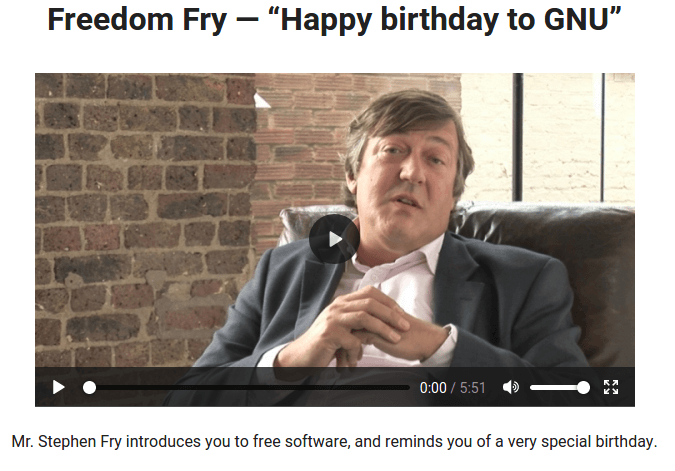 Freedom Fry — “Happy birthday to GNU”
0:00 / 5:51
Mr. Stephen Fry introduces you to free software, and reminds you of a very special birthday.